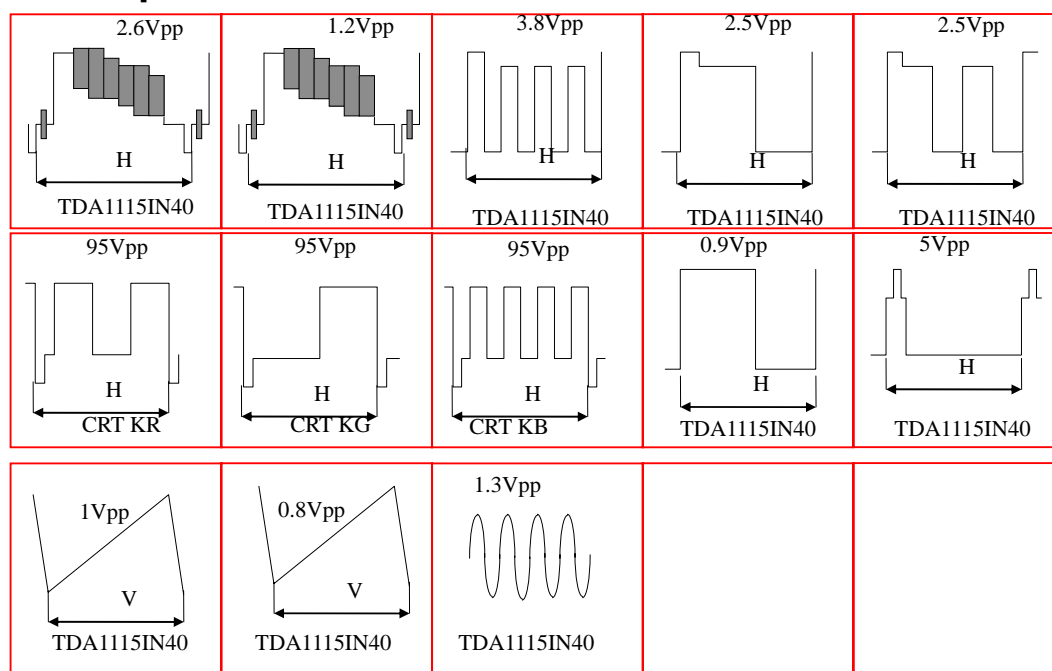 2.6Vpp
H
TDA1115IN40
1.2Vpp
H
TDA1115IN40
3.8Vpp
H
TDA1115IN40
2.5Vpp
H
TDA1115IN40
2.5Vpp
H
TDA1115IN40
95Vpp
H
CRT KR
95Vpp
H
CRT KG
95Vpp
H
CRT KB
0.9Vpp
H
TDA1115IN40
5Vpp
H
TDA1115IN40
1Vpp
V
TDA1115IN40
0.8Vpp
V
TDA1115IN40
1.3Vpp
TDA1115IN40